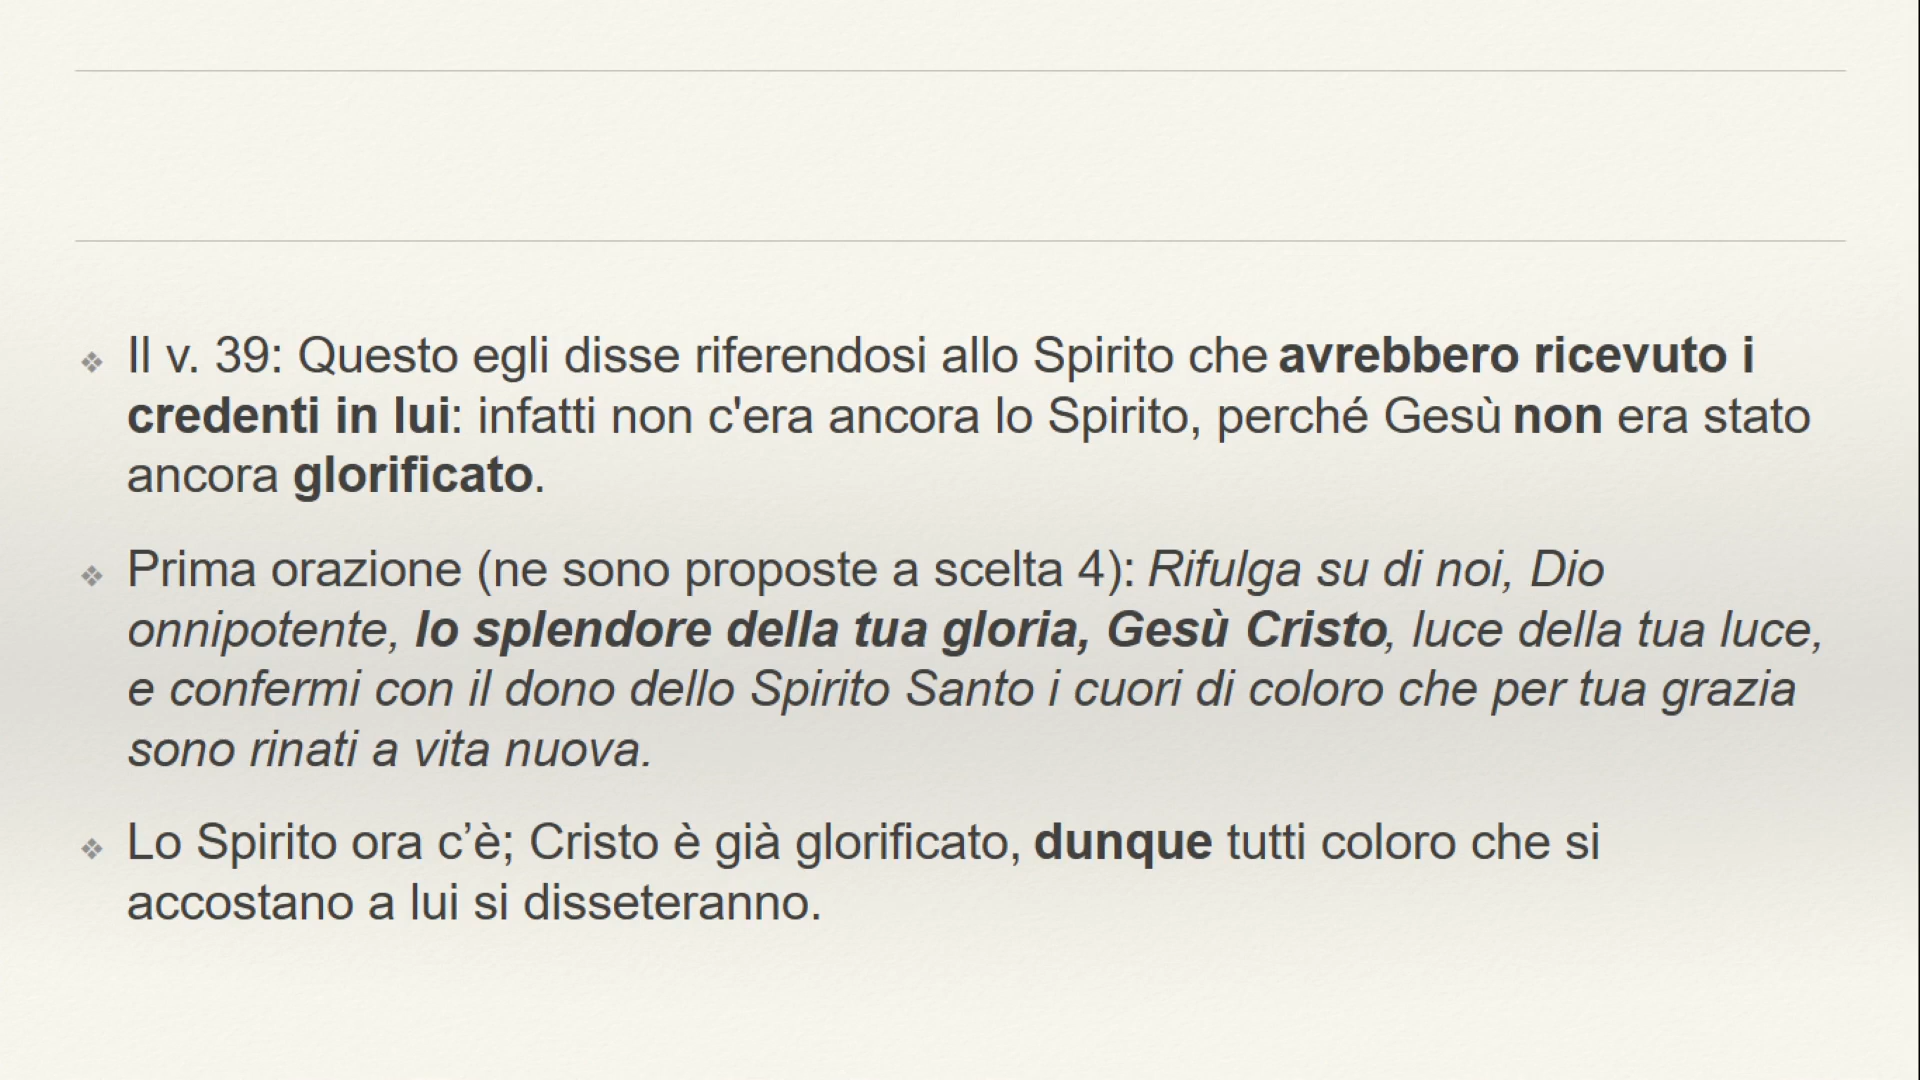 Il v. 39: Questo egli disse riferendosi allo Spirito che avrebbero ricevuto i
credenti in lui: infatti non c'era ancora lo Spirito, perché Gesù non era stato
ancora glorificato.
Prima orazione (ne sono proposte a scelta 4): Rifulga su di noi, Dio
onnipotente, lo splendore della tua gloria, Gesù Cristo, luce della tua luce,
e confermi con il dono dello Spirito Santo i cuori di coloro che per tua grazia
sono rinati a vita nuova.
Lo Spirito ora c’è; Cristo è già glorificato, dunque tutti coloro che si
accostano a lui si disseteranno.